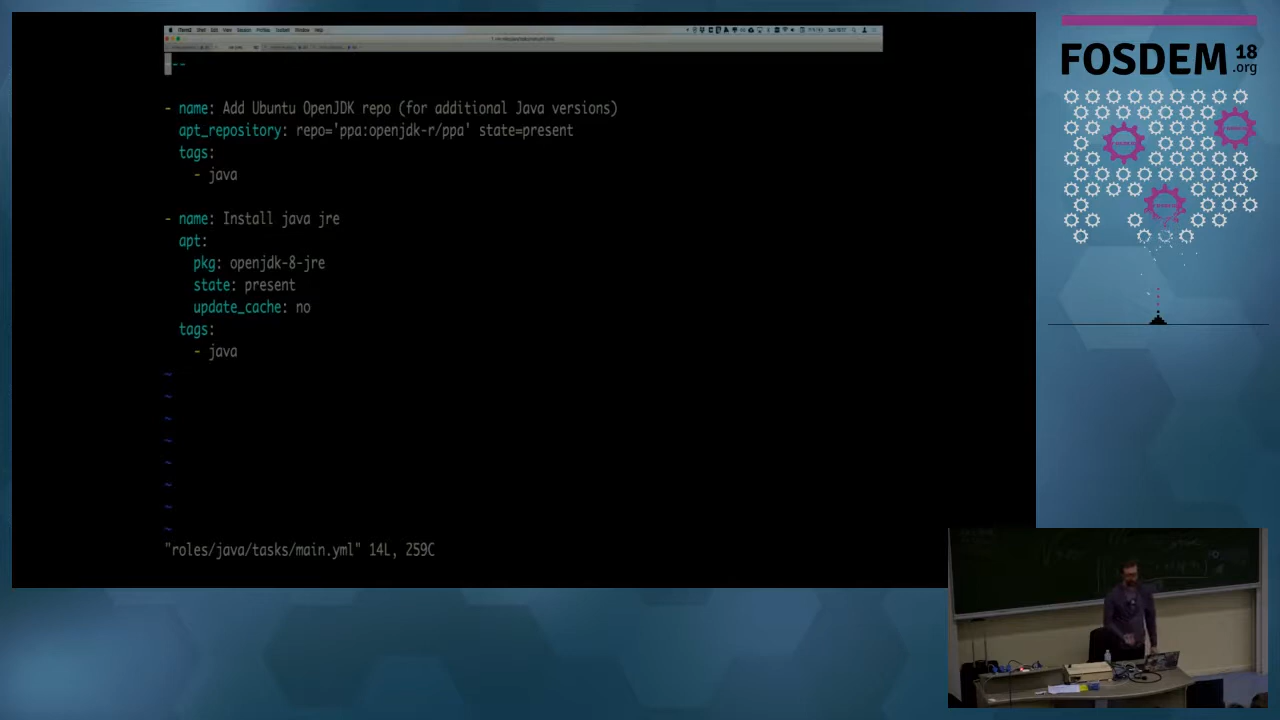 ---
- name: Add Ubuntu OpenJDK repo (for additional Java versions)
apt_repository: repo='ppa:openjdk-r/ppa' state=present
tags:
- java
- name: Install java jre
apt:
pkg: openjdk-8-jre
state: present
update_cache: no
tags:
- java
~
~
~
~
~
~
~
~
"roles/java/tasks/main.yml" 14L, 259C
FOSDEM 18
.org